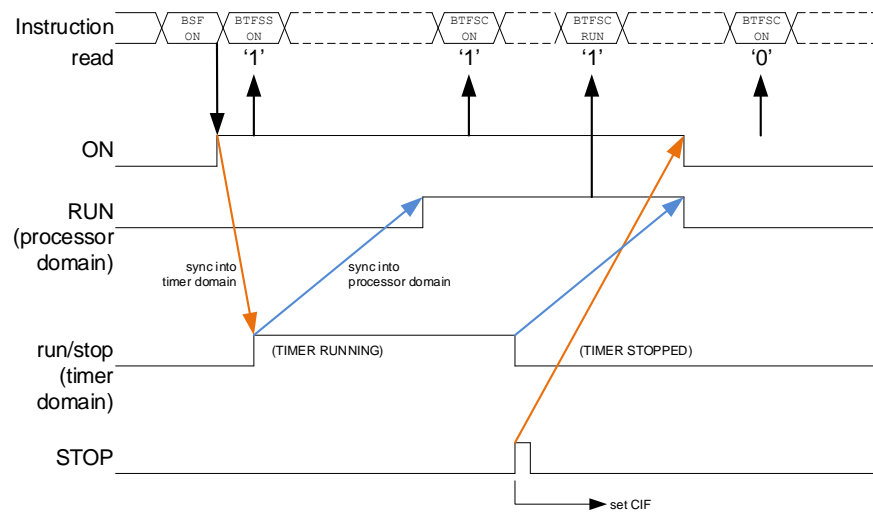 Instruction
BSF
ON
BTFSS
ON
BTFSC
ON
BTFSC
RUN
BTFSC
ON
read
‘1’
‘1’
‘1’
‘0’
ON
RUN
(processor
domain)
sync into
timer domain
sync into
processor domain
run/stop
(timer
domain)
(TIMER RUNNING)
(TIMER STOPPED)
STOP
set CIF